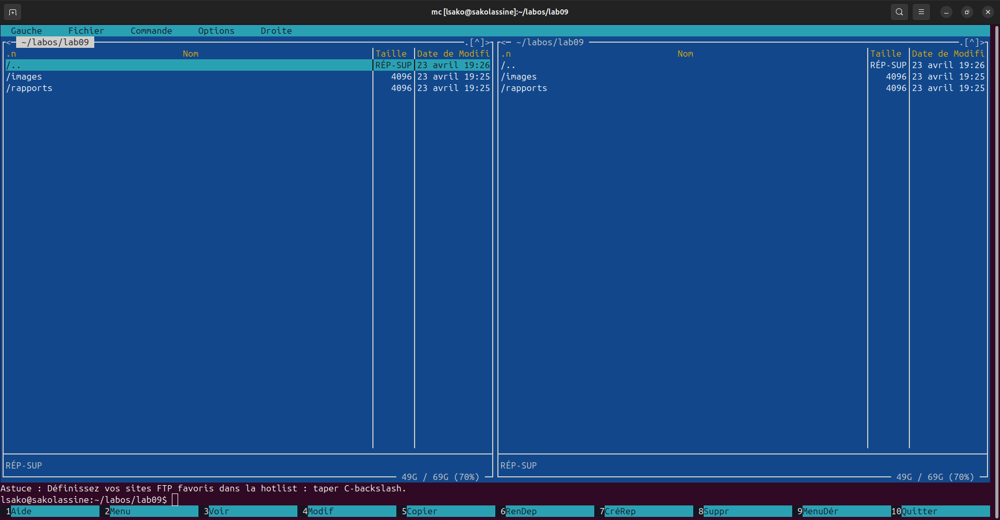 mc [lsako@sakolassine]:~/labos/lab09
Gauche Fichier Commande Options Droite
<─ ~/labos/lab09 .[^]> <─ ~/labos/lab09 .[^]>
.n Nom Taille Date de Modifi .n Nom Taille Date de Modifi
/.. RÉP-SUP 23 avril 19:26 /.. RÉP-SUP 23 avril 19:26
/images 4096 23 avril 19:25 /images 4096 23 avril 19:25
/rapports 4096 23 avril 19:25 /rapports 4096 23 avril 19:25
RÉP-SUP RÉP-SUP
49G / 69G (70%) 49G / 69G (70%)
Astuce : Définissez vos sites FTP favoris dans la hotlist : taper C-backslash.
lsako@sakolassine:~/labos/lab09$
1Aide 2Menu 3Voir 4Modif 5Copier 6RenDep 7CréRep 8Suppr 9MenuDér 10Quitter